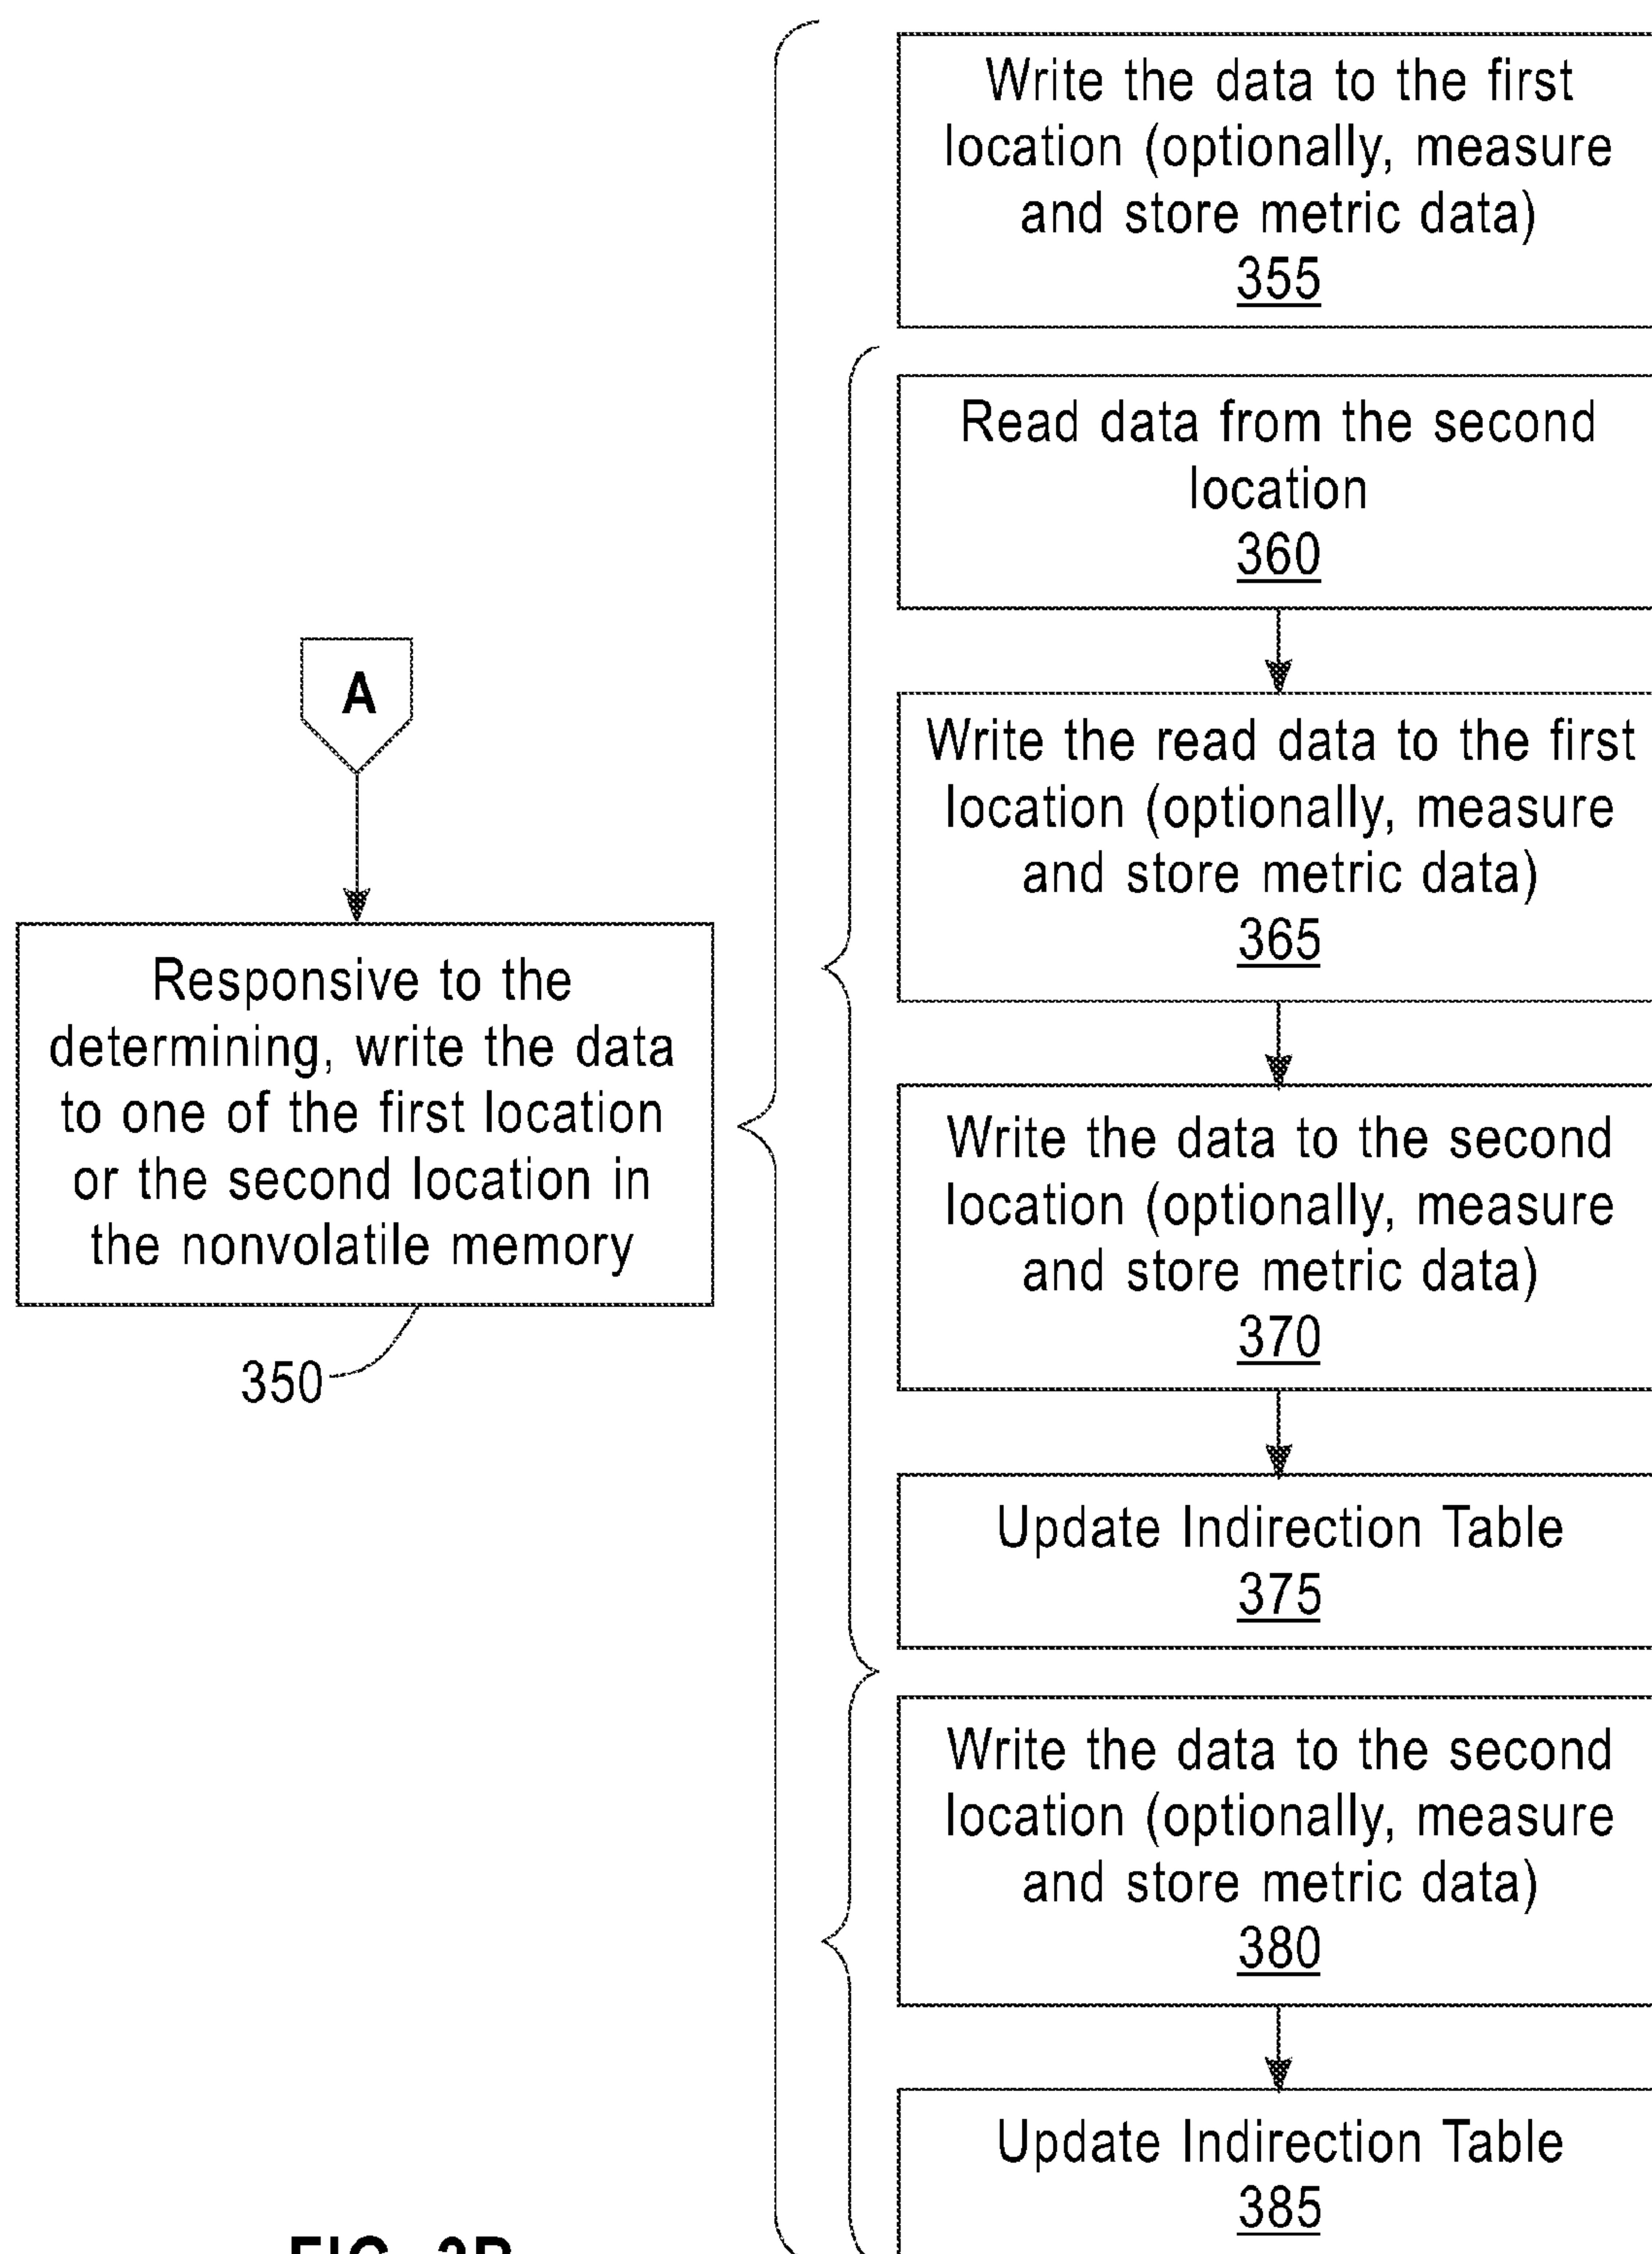 A
Responsive to the
determining, write the data
to one of the first location
or the second location in
the nonvolatile memory
350
Write the data to the first
location (optionally, measure
and store metric data)
355
Read data from the second
location
360
Write the read data to the first
location (optionally, measure
and store metric data)
365
Write the data to the second
location (optionally, measure
and store metric data)
370
Update Indirection Table
375
Write the data to the second
location (optionally, measure
and store metric data)
380
Update Indirection Table
385